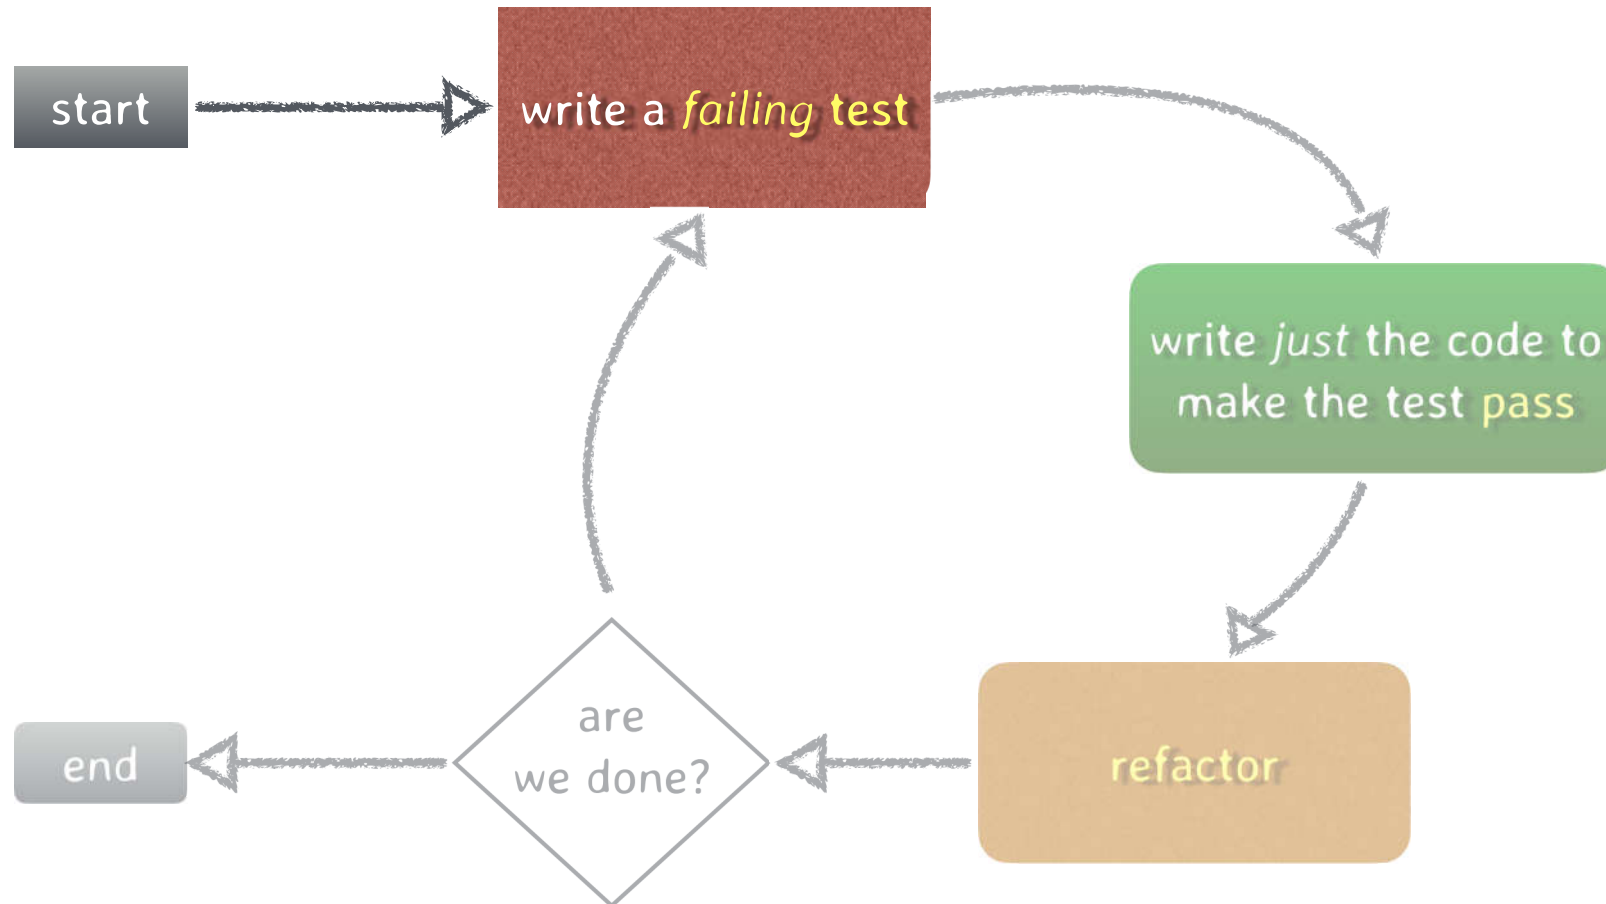 start
write a failing test
write just the code to
make the test pass
refactor
are
we done?
end